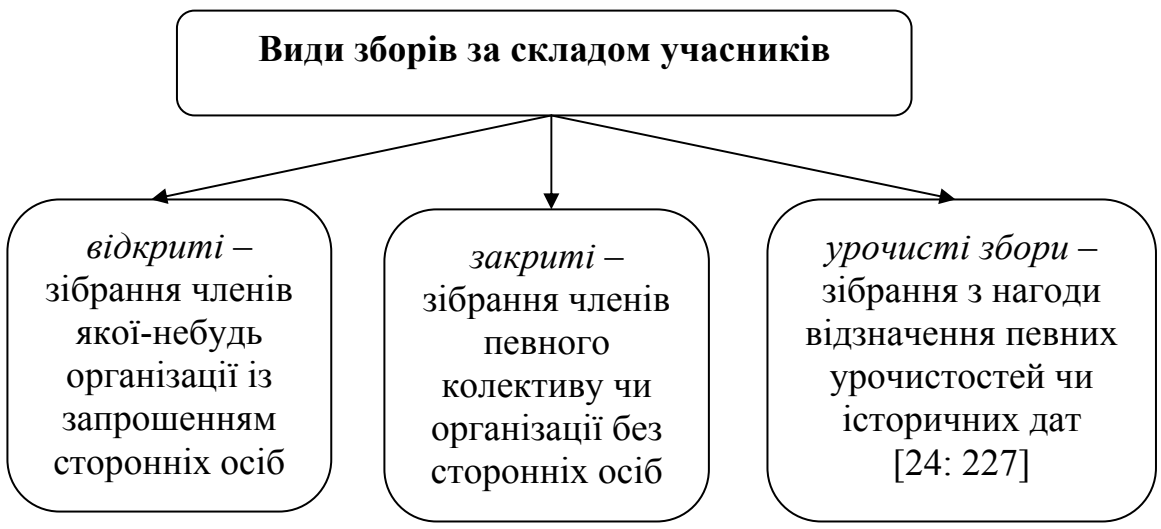 Види зборів за складом учасників
відкриті –
зібрання членів
якої-небудь
організації із
запрошенням
сторонніх осіб
закриті –
зібрання членів
певного
колективу чи
організації без
сторонніх осіб
урочисті збори –
зібрання з нагоди
відзначення певних
урочистостей чи
історичних дат
[24: 227]